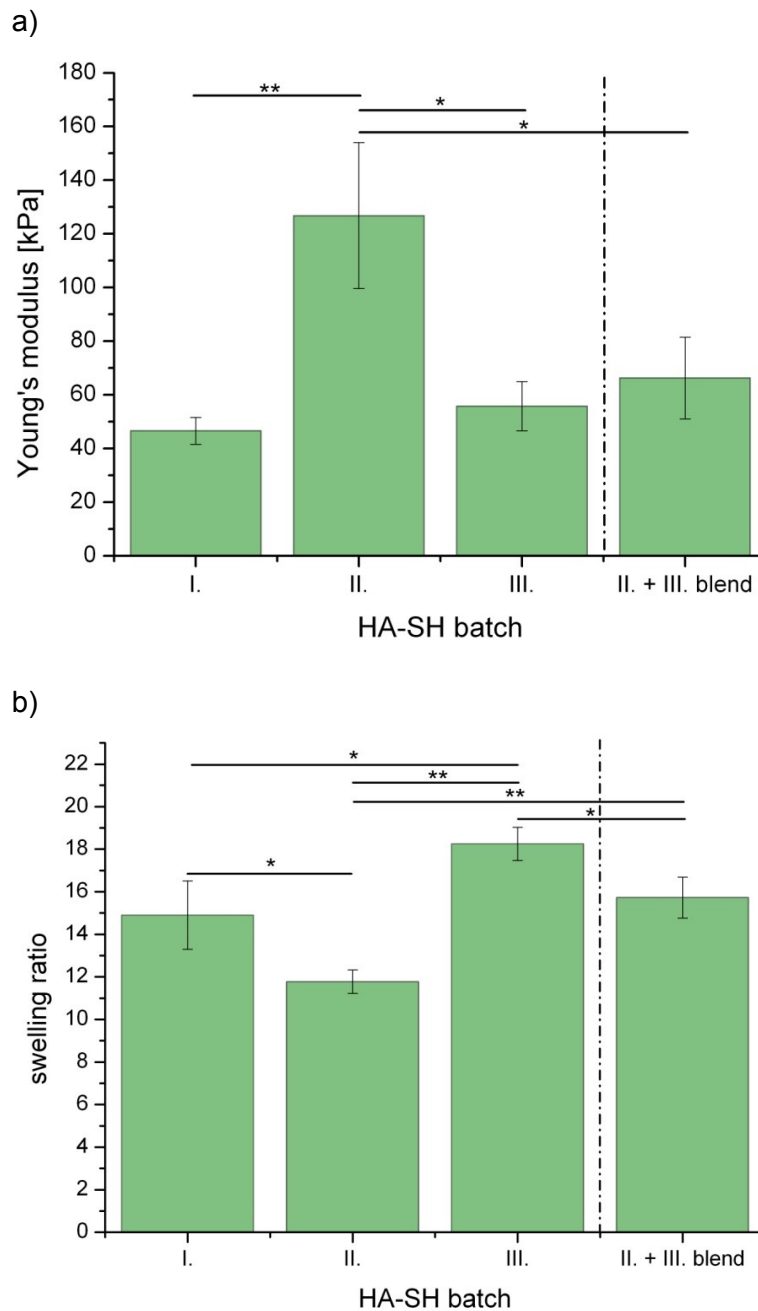 a)
180
160
140
120
100
80
60
40
20
0
Young's modulus [kPa]
**
*
*
I.
II.
III.
II. + III. blend
HA-SH batch
b)
22
20
18
16
14
12
10
8
6
4
2
0
swelling ratio
*
**
**
*
*
I.
II.
III.
II. + III. blend
HA-SH batch